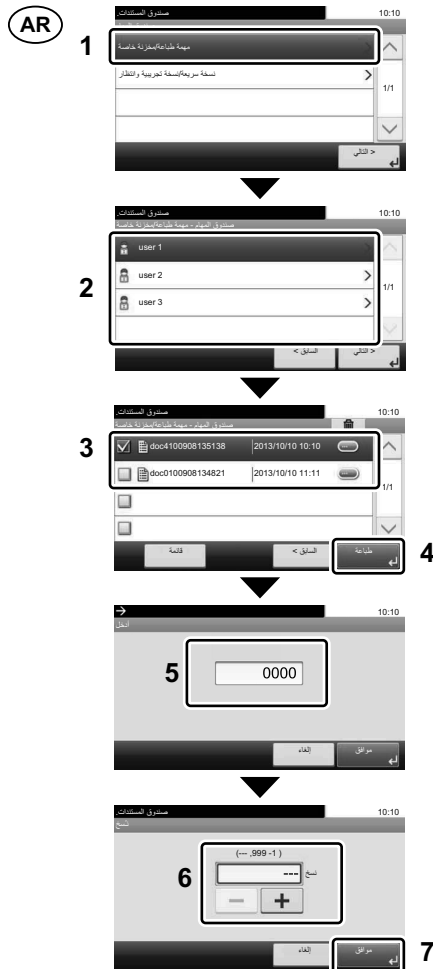 AR
صندوق المستندات.
10:10
1
مهمة طباعة/مخزنة خاصة
نسخة سريعة/نسخة تجريبية وانتظار
1/1
< التالي
صندوق المستندات.
10:10
صندوق المهام - مهمة طباعة/مخزنة خاصة.
2
user 1
user 2
user 3
1/1
السابق >
< التالي
صندوق المستندات.
10:10
صندوق المهام - مهمة طباعة/مخزنة خاصة.
3
doc4100908135138 2013/10/10 10:10
doc0100908134821 2013/10/10 11:11
1/1
قائمة
السابق >
طباعة
4
10:10
ادخل
5
0000
إلغاء
موافق
صندوق المستندات.
10:10
نسخ
(--- ,999 -1 )
6
--- نسخ
− +
إلغاء
موافق
7